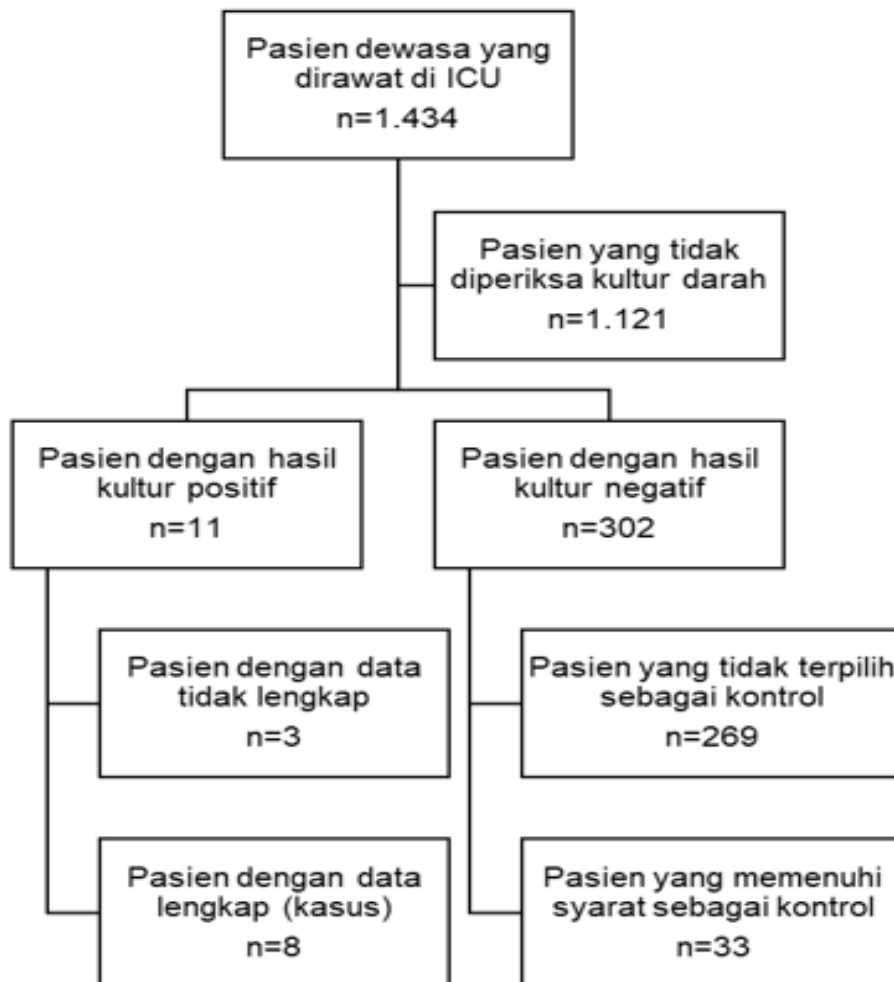 Pasien dewasa yang
dirawat di ICU
n=1.434
Pasien yang tidak
diperiksa kultur darah
n=1.121
Pasien dengan hasil
kultur positif
n=11
Pasien dengan hasil
kultur negatif
n=302
Pasien dengan data
tidak lengkap
n=3
Pasien yang tidak terpilih
sebagai kontrol
n=269
Pasien dengan data
lengkap (kasus)
n=8
Pasien yang memenuhi
syarat sebagai kontrol
n=33